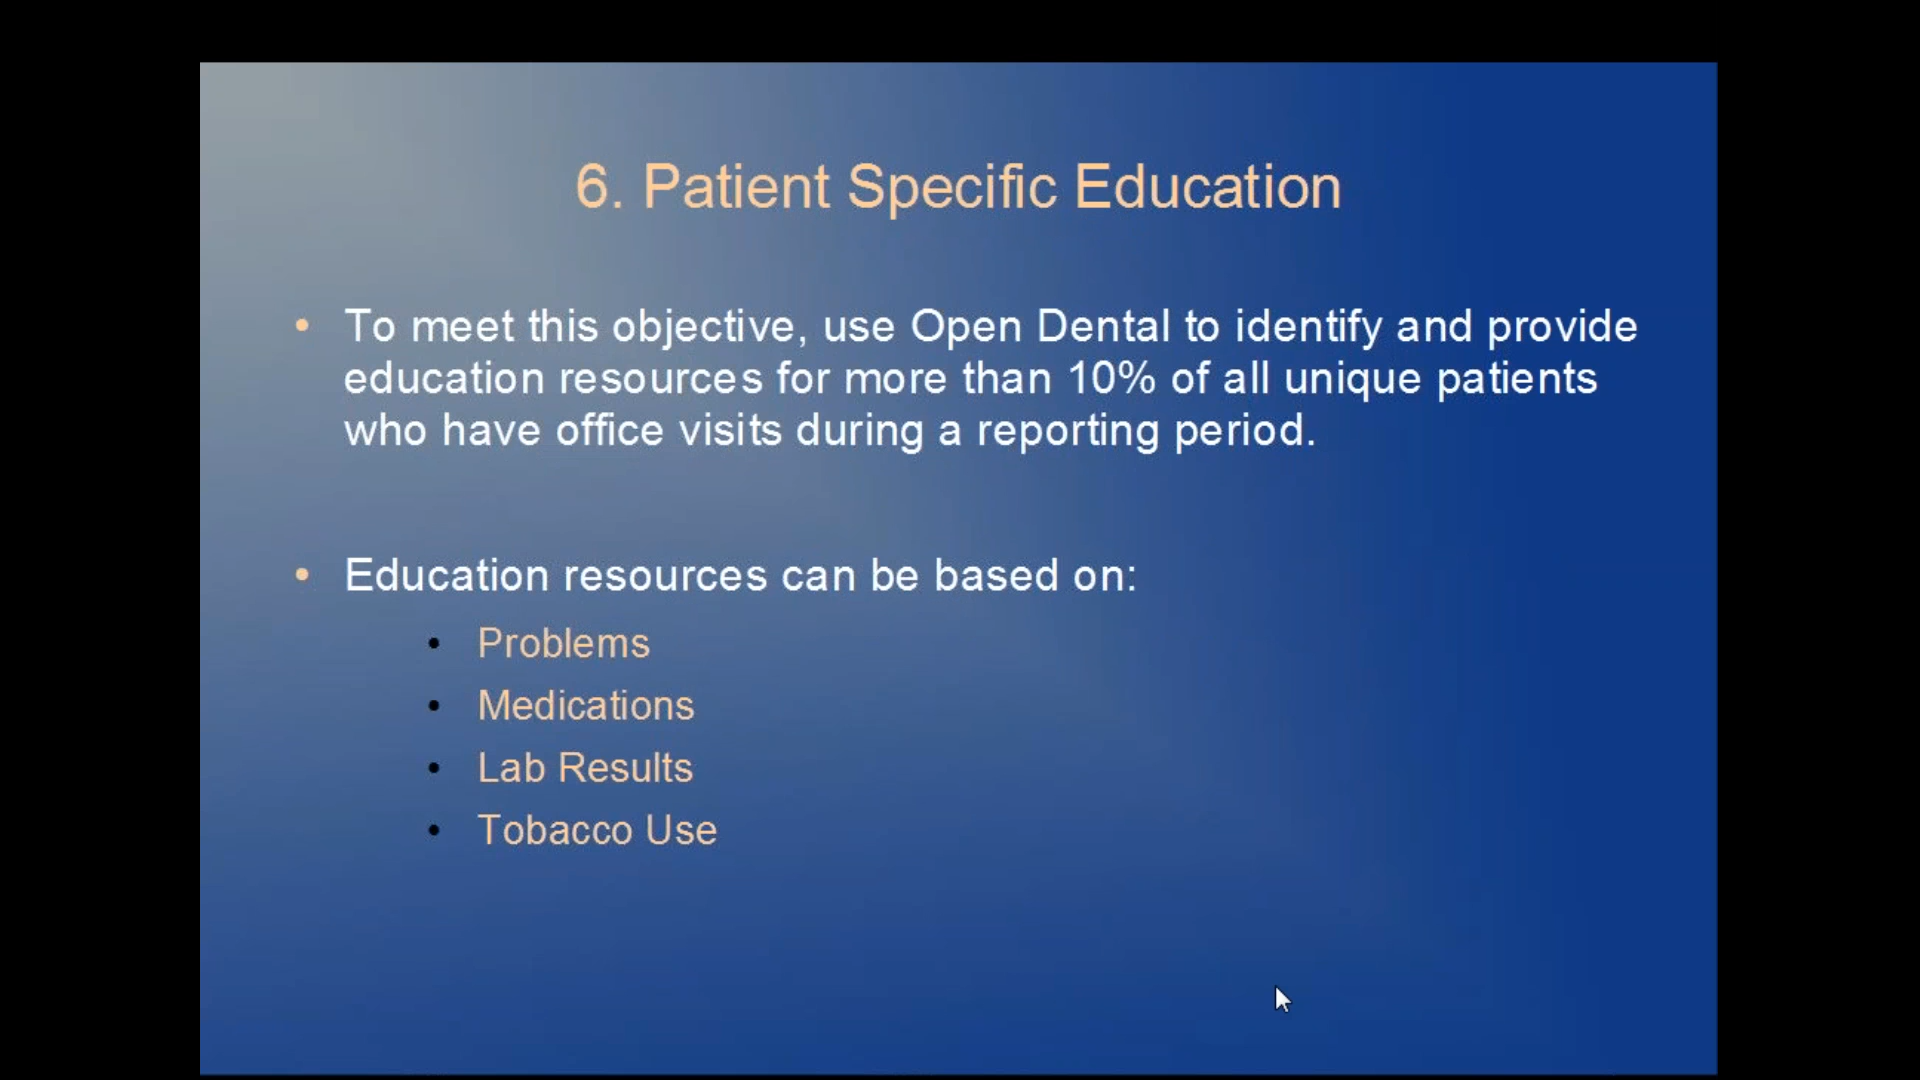 6. Patient Specific Education
• To meet this objective, use Open Dental to identify and provide
education resources for more than 10% of all unique patients
who have office visits during a reporting period.
• Education resources can be based on:
• Problems
• Medications
• Lab Results
• Tobacco Use